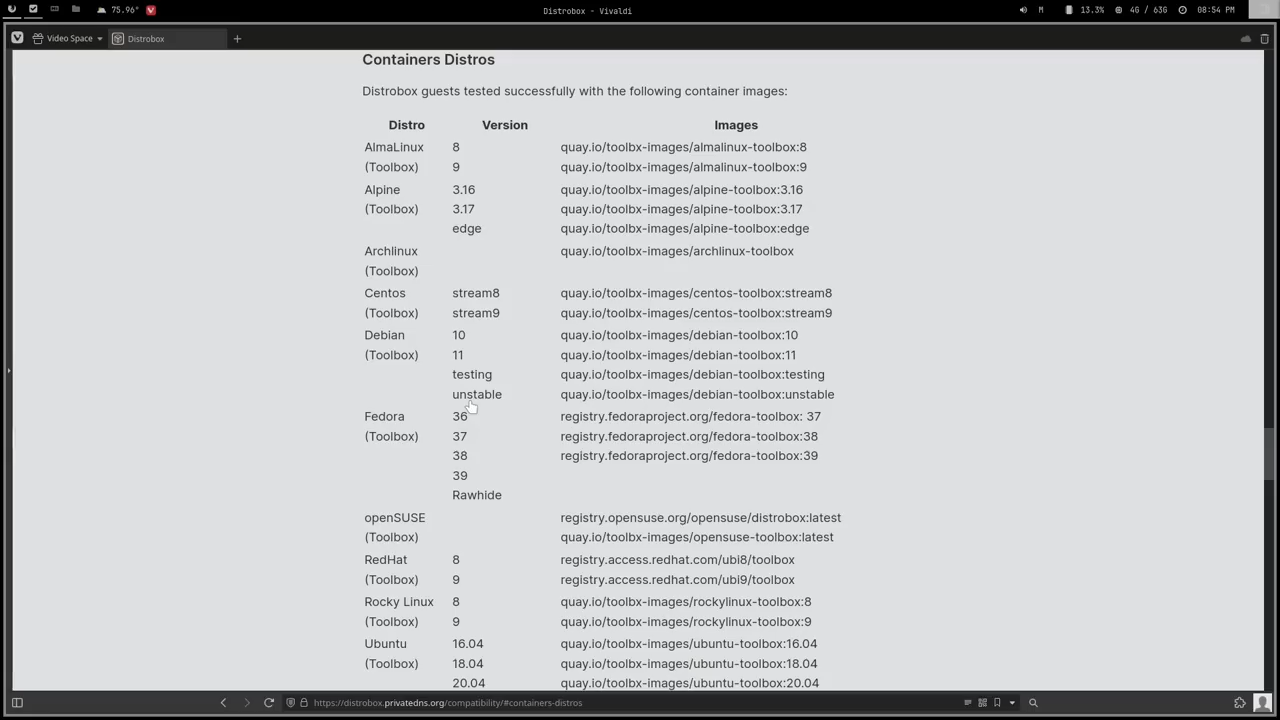 75.96°
Distrobox - Vivaldi
M
13.3%
4G / 63G
08:54 PM
Video Space
Distrobox
Containers Distros
Distrobox guests tested successfully with the following container images:
Distro Version Images
AlmaLinux 8 quay.io/toolbx-images/almalinux-toolbox:8
(Toolbox) 9 quay.io/toolbx-images/almalinux-toolbox:9
Alpine 3.16 quay.io/toolbx-images/alpine-toolbox:3.16
(Toolbox) 3.17 quay.io/toolbx-images/alpine-toolbox:3.17
edge quay.io/toolbx-images/alpine-toolbox:edge
Archlinux quay.io/toolbx-images/archlinux-toolbox
(Toolbox)
Centos stream8 quay.io/toolbx-images/centos-toolbox:stream8
(Toolbox) stream9 quay.io/toolbx-images/centos-toolbox:stream9
Debian 10 quay.io/toolbx-images/debian-toolbox:10
(Toolbox) 11 quay.io/toolbx-images/debian-toolbox:11
testing quay.io/toolbx-images/debian-toolbox:testing
unstable quay.io/toolbx-images/debian-toolbox:unstable
Fedora 36 registry.fedoraproject.org/fedora-toolbox: 37
(Toolbox) 37 registry.fedoraproject.org/fedora-toolbox:38
38 registry.fedoraproject.org/fedora-toolbox:39
39
Rawhide
openSUSE registry.opensuse.org/opensuse/distrobox:latest
(Toolbox) quay.io/toolbx-images/opensuse-toolbox:latest
RedHat 8 registry.access.redhat.com/ubi8/toolbox
(Toolbox) 9 registry.access.redhat.com/ubi9/toolbox
Rocky Linux 8 quay.io/toolbx-images/rockylinux-toolbox:8
(Toolbox) 9 quay.io/toolbx-images/rockylinux-toolbox:9
Ubuntu 16.04 quay.io/toolbx-images/ubuntu-toolbox:16.04
(Toolbox) 18.04 quay.io/toolbx-images/ubuntu-toolbox:18.04
20.04 quay.io/toolbx-images/ubuntu-toolbox:20.04
https://distrobox.privatedns.org/compatibility/#containers-distros